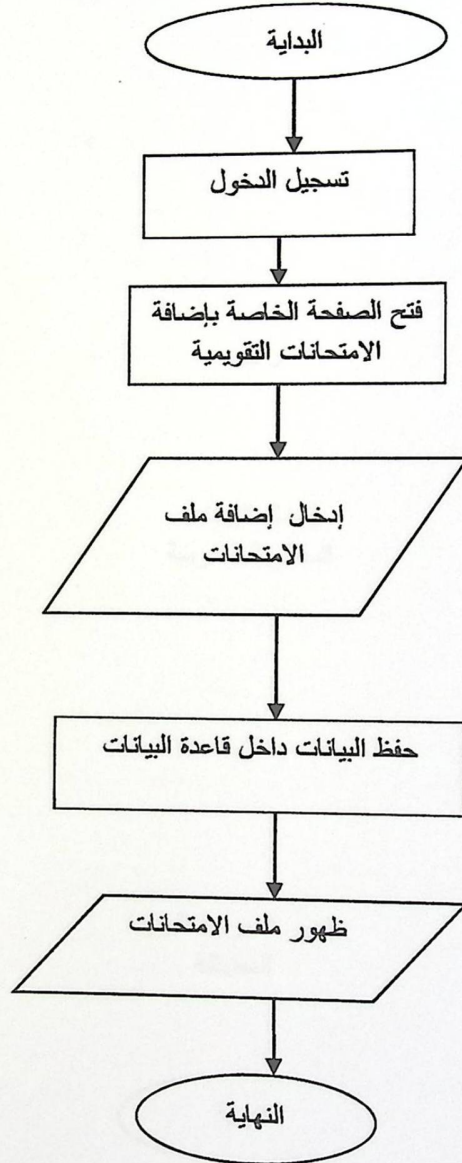 البداية
تسجيل الدخول
فتح الصفحة الخاصة بإضافة
الامتحانات التقويمية
إدخال إضافة ملف
الامتحانات
حفظ البيانات داخل قاعدة البيانات
ظهور ملف الامتحانات
النهاية